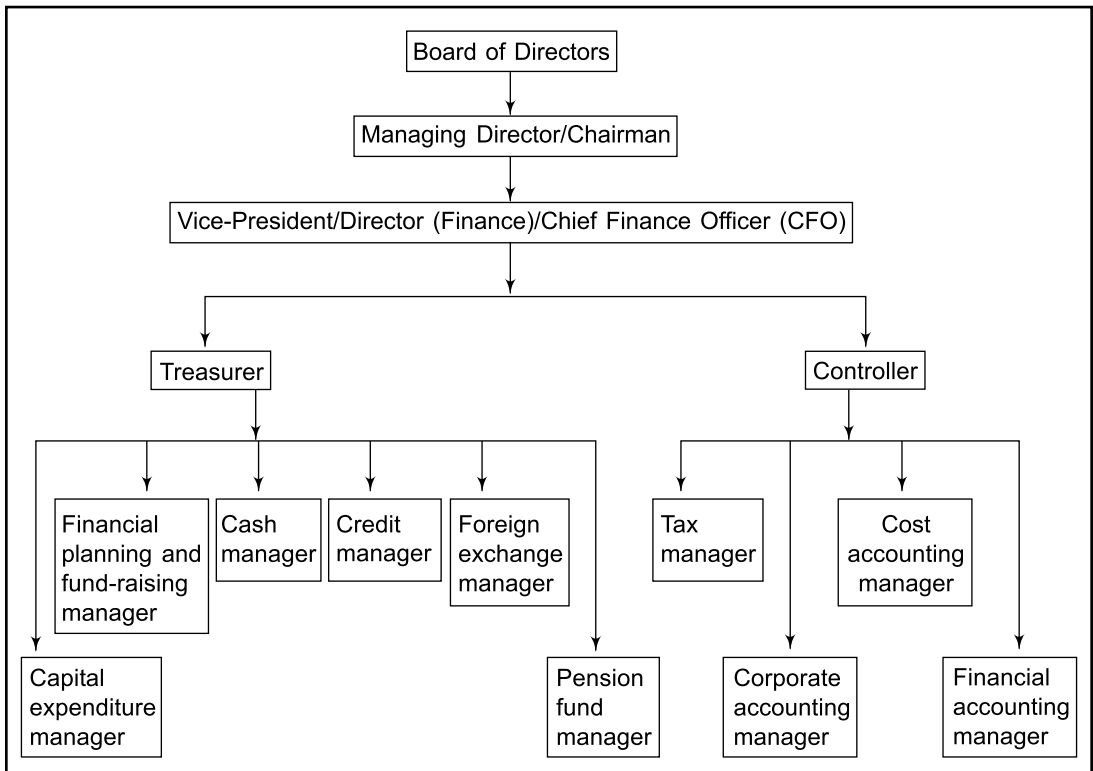 Board of Directors
Managing Director/Chairman
Vice-President/Director (Finance)/Chief Finance Officer (CFO)
Treasurer
Controller
Financial
planning and
fund-raising
manager
Cash
manager
Credit
manager
Foreign
exchange
manager
Tax
manager
Cost
accounting
manager
Capital
expenditure
manager
Pension
fund
manager
Corporate
accounting
manager
Financial
accounting
manager